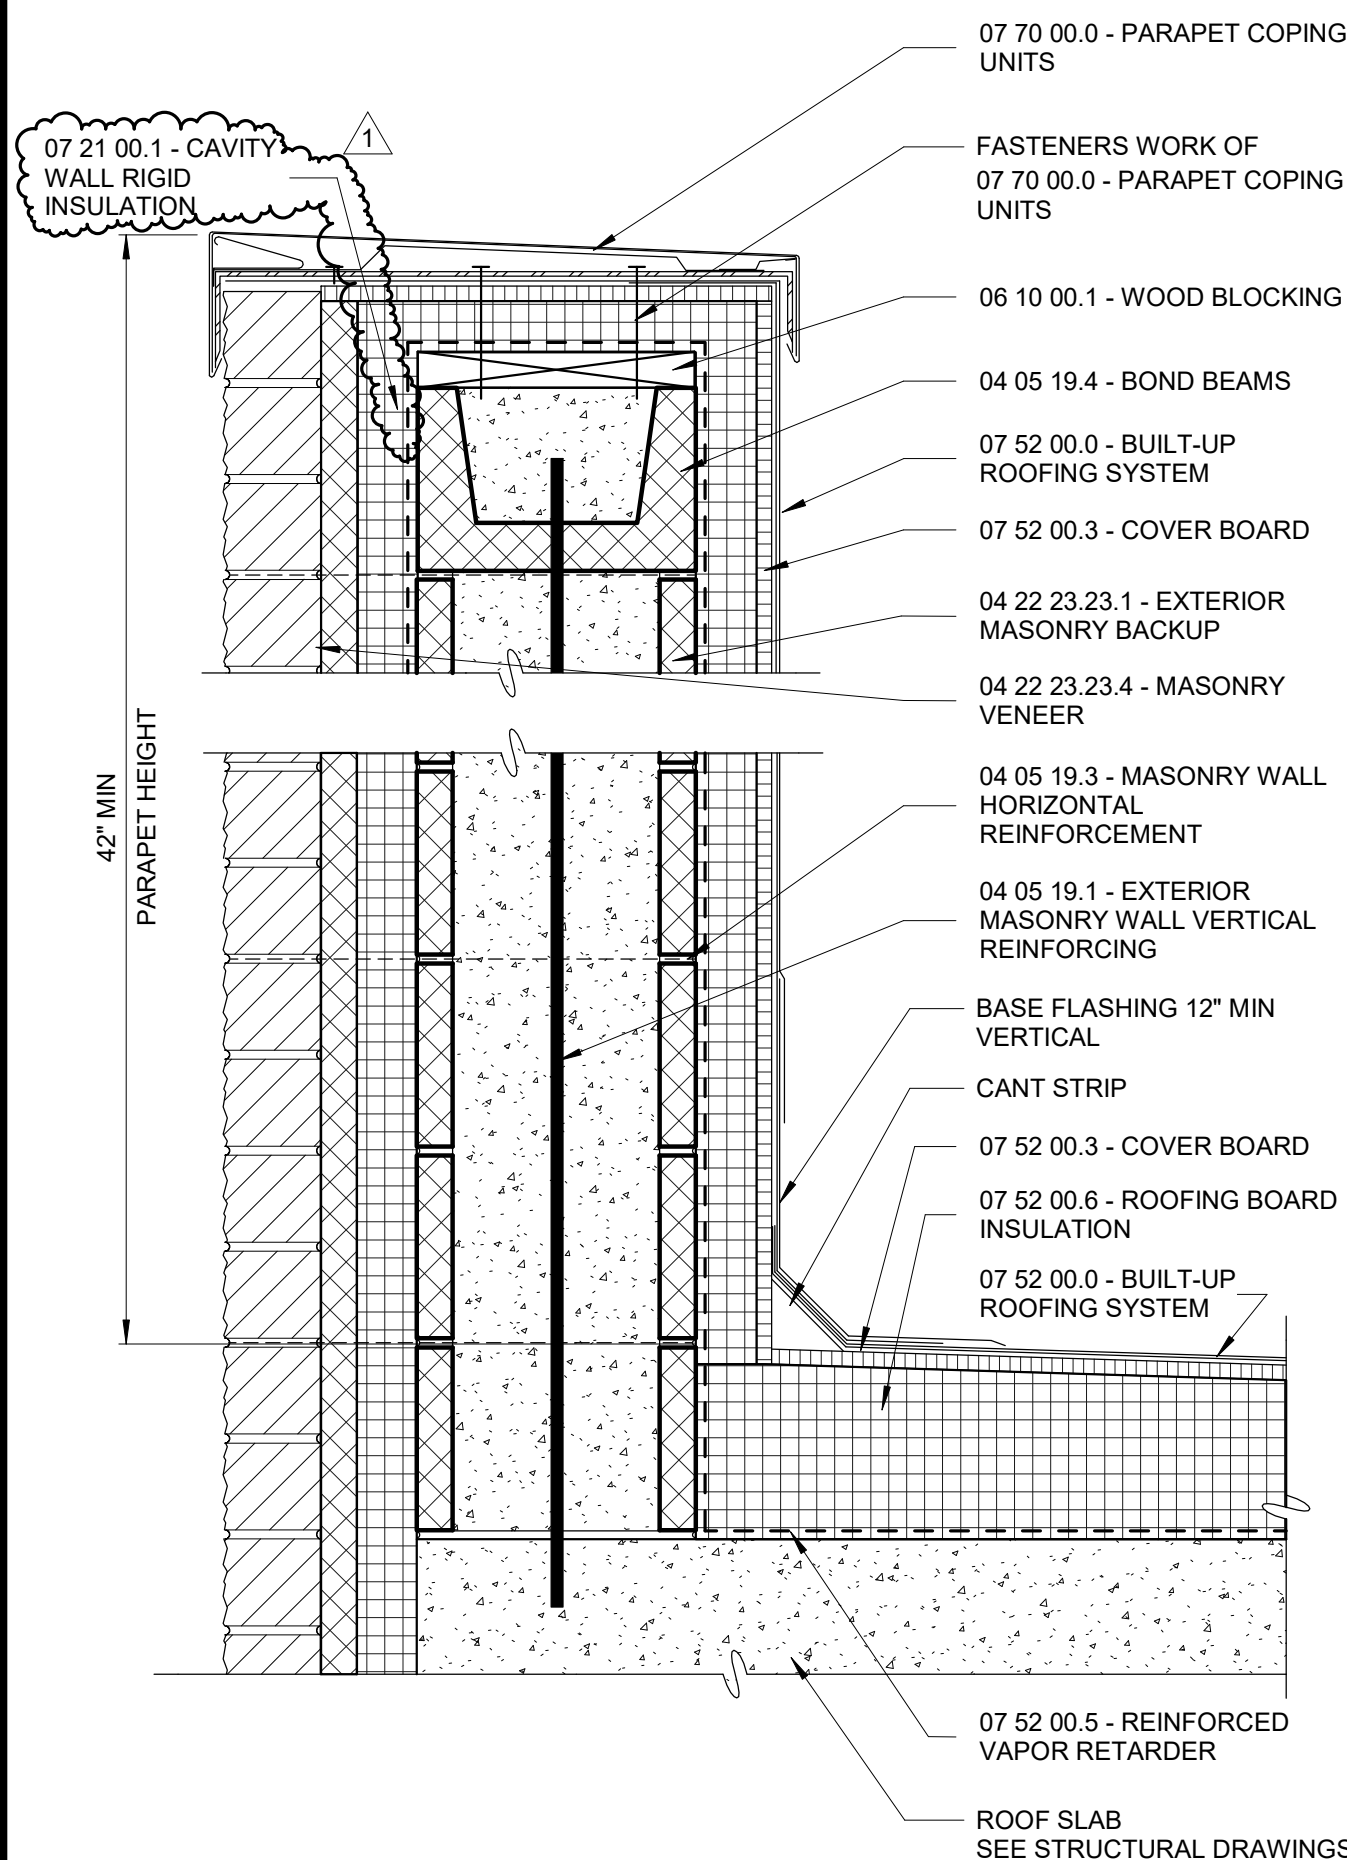 07 70 00.0 - PARAPET COPING
UNITS
1
07 21 00.1 - CAVITY
WALL RIGID
INSULATION
FASTENERS WORK OF
07 70 00.0 - PARAPET COPING
UNITS
06 10 00.1 - WOOD BLOCKING
04 05 19.4 - BOND BEAMS
07 52 00.0 - BUILT-UP
ROOFING SYSTEM
07 52 00.3 - COVER BOARD
04 22 23.23.1 - EXTERIOR
MASONRY BACKUP
04 22 23.23.4 - MASONRY
VENEER
42" MIN
PARAPET HEIGHT
04 05 19.3 - MASONRY WALL
HORIZONTAL
REINFORCEMENT
04 05 19.1 - EXTERIOR
MASONRY WALL VERTICAL
REINFORCING
BASE FLASHING 12" MIN
VERTICAL
CANT STRIP
07 52 00.3 - COVER BOARD
07 52 00.6 - ROOFING BOARD
INSULATION
07 52 00.0 - BUILT-UP
ROOFING SYSTEM
07 52 00.5 - REINFORCED
VAPOR RETARDER
ROOF SLAB
SEE STRUCTURAL DRAWINGS